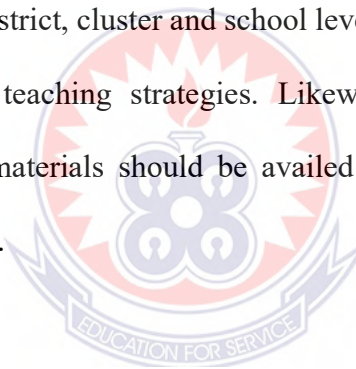 strict, cluster and school leve
teaching strategies. Likew
materials should be availed
.
EDUCATION FOR SERVICE